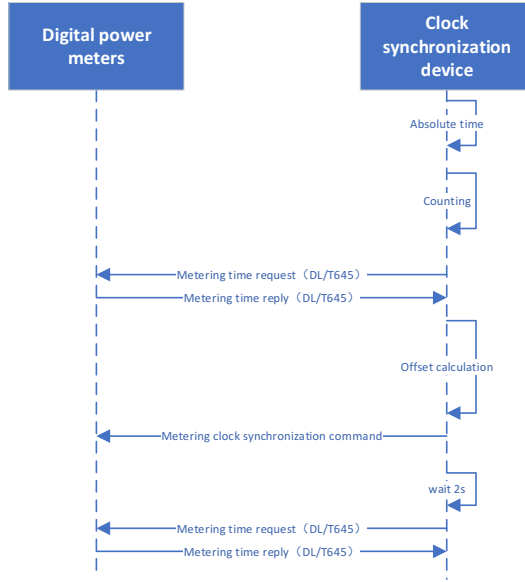 Digital power
meters
Clock
synchronization
device
Absolute time
Counting
Metering time request（DL/T645）
Metering time reply（DL/T645）
Offset calculation
Metering clock synchronization command
wait 2s
Metering time request（DL/T645）
Metering time reply（DL/T645）